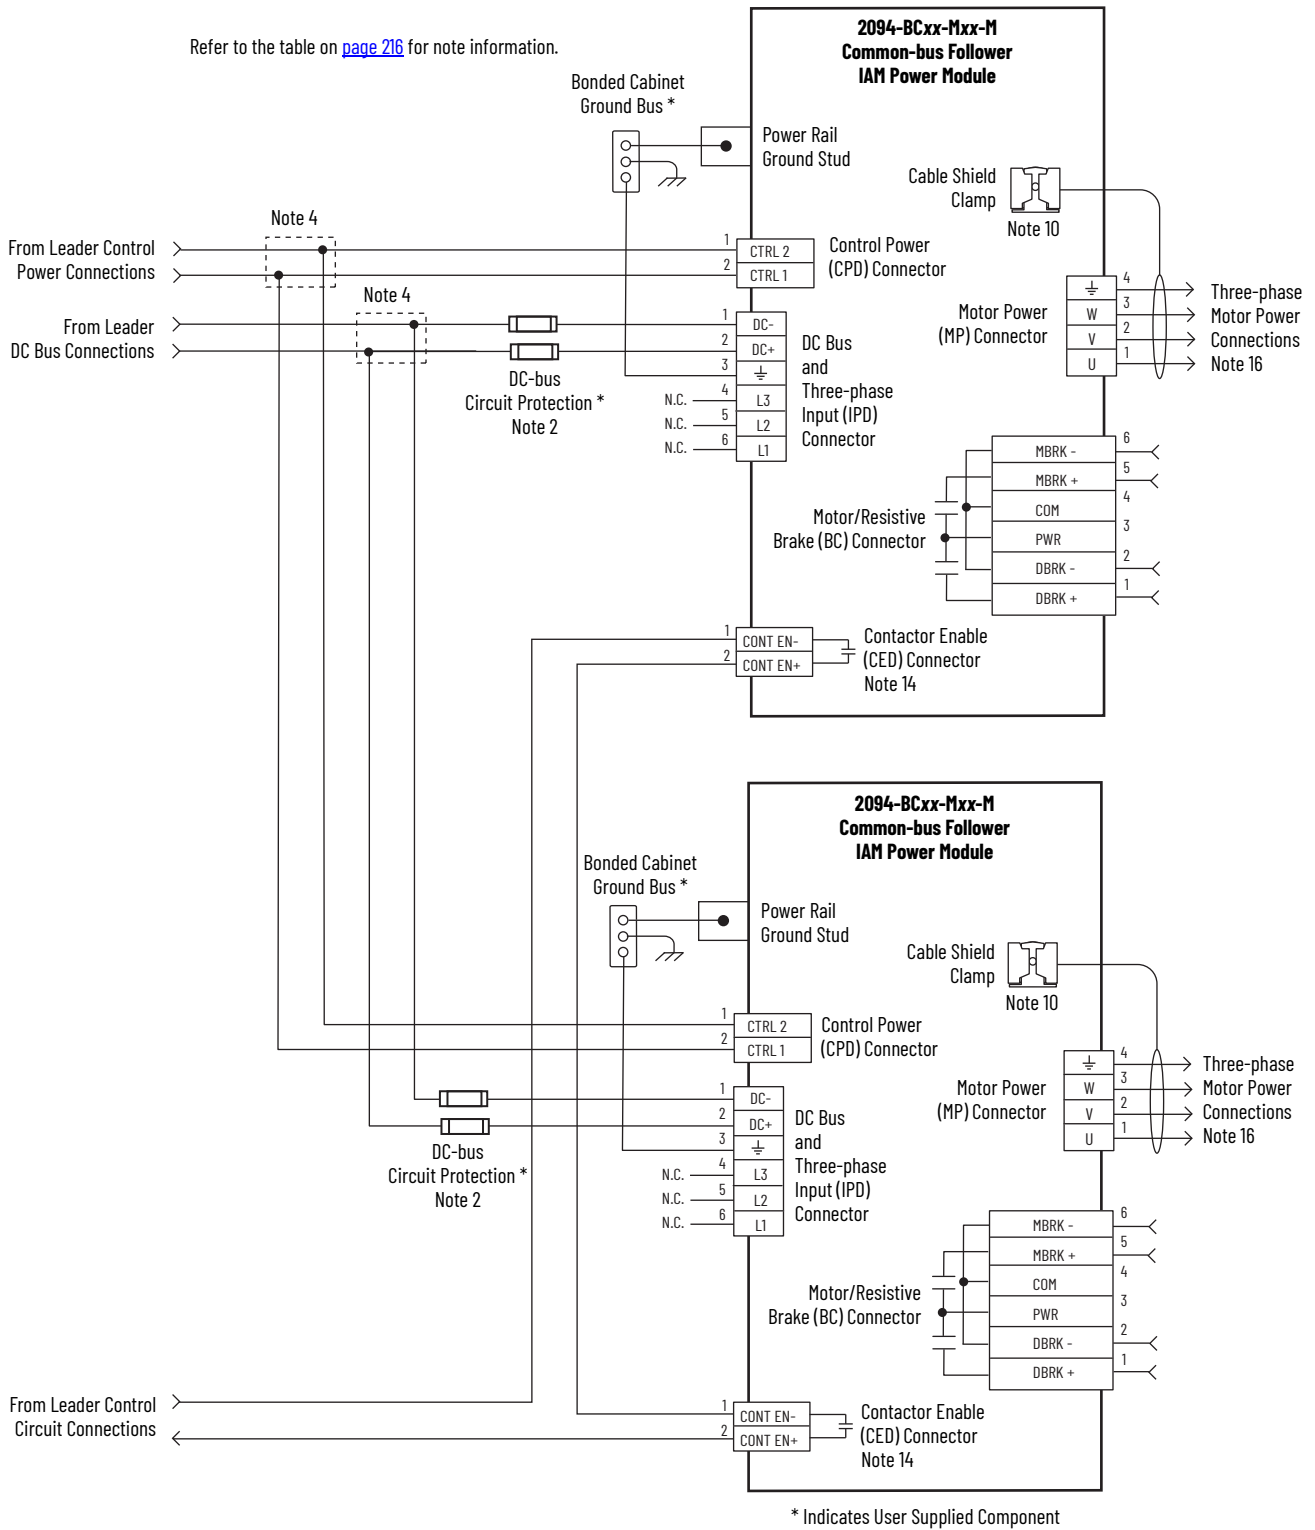 Refer to the table on page 216 for note information.
2094-BCxx-Mxx-M
Common-bus Follower
IAM Power Module
Bonded Cabinet
Ground Bus *
Power Rail
Ground Stud
Cable Shield
Clamp
Note 10
Note 4
From Leader Control
Power Connections
1
CTRL 2
2
CTRL 1
Control Power
(CPD) Connector
Note 4
From Leader
DC Bus Connections
DC-bus
Circuit Protection *
Note 2
1
DC-
2
DC+
3
4
L3
N.C.
5
L2
N.C.
6
L1
N.C.
DC Bus
and
Three-phase
Input (IPD)
Connector
Motor Power
(MP) Connector
4
W
3
V
2
U
1
Three-phase
Motor Power
Connections
Note 16
Motor/Resistive
Brake (BC) Connector
MBRK -
6
MBRK +
5
COM
4
PWR
3
DBRK -
2
DBRK +
1
1
CONT EN-
2
CONT EN+
Contactor Enable
(CED) Connector
Note 14
2094-BCxx-Mxx-M
Common-bus Follower
IAM Power Module
Bonded Cabinet
Ground Bus *
Power Rail
Ground Stud
Cable Shield
Clamp
Note 10
1
CTRL 2
2
CTRL 1
Control Power
(CPD) Connector
DC-bus
Circuit Protection *
Note 2
1
DC-
2
DC+
3
4
L3
N.C.
5
L2
N.C.
6
L1
N.C.
DC Bus
and
Three-phase
Input (IPD)
Connector
Motor Power
(MP) Connector
4
W
3
V
2
U
1
Three-phase
Motor Power
Connections
Note 16
Motor/Resistive
Brake (BC) Connector
MBRK -
6
MBRK +
5
COM
4
PWR
3
DBRK -
2
DBRK +
1
From Leader Control
Circuit Connections
1
CONT EN-
2
CONT EN+
Contactor Enable
(CED) Connector
Note 14
* Indicates User Supplied Component